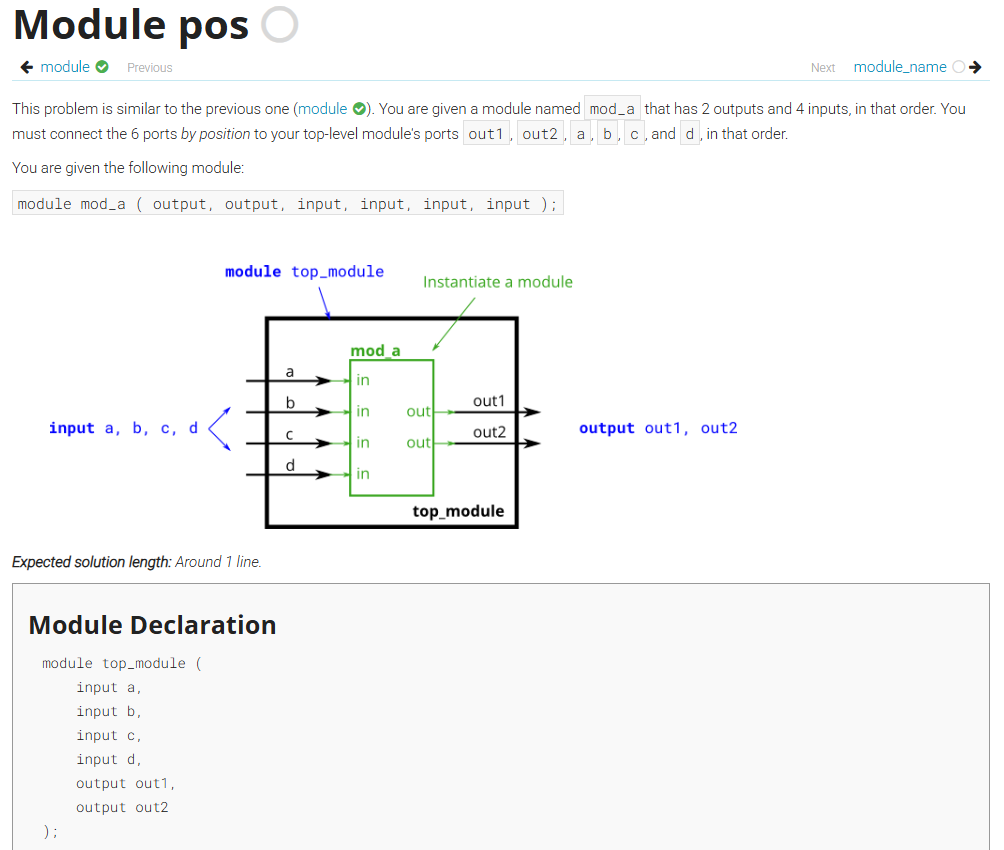 Module pos
module Previous
Next module_name
This problem is similar to the previous one (module ). You are given a module named mod_a that has 2 outputs and 4 inputs, in that order. You
must connect the 6 ports by position to your top-level module's ports out1 , out2 , a , b , c , and d , in that order.
You are given the following module:
module mod_a ( output, output, input, input, input, input );
module top_module
Instantiate a module
mod_a
a
in
b
in
out
out1
input a, b, c, d
c
in
out
out2
output out1, out2
d
in
top_module
Expected solution length: Around 1 line.
Module Declaration
module top_module (
input a,
input b,
input c,
input d,
output out1,
output out2
);